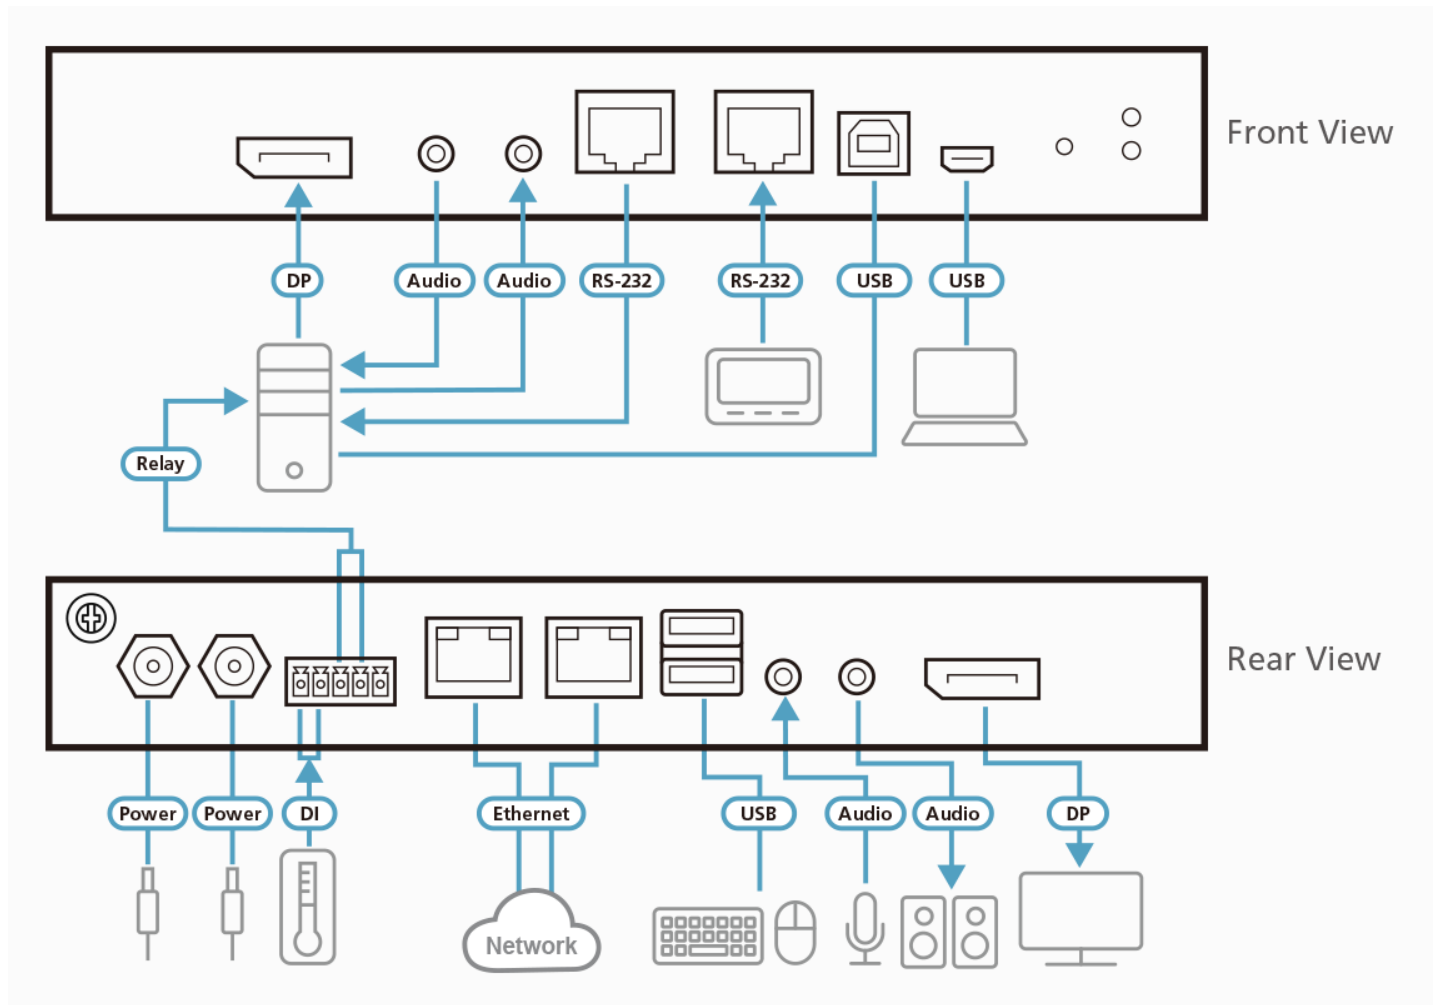 Front View
DP
Audio
Audio
RS-232
RS-232
USB
USB
Relay
Rear View
Power
Power
DI
Ethernet
USB
Audio
Audio
DP
Network